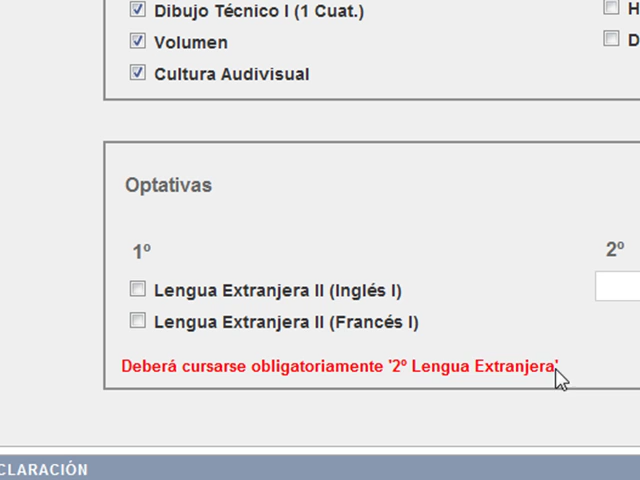 Dibujo Técnico I (1 Cuat.)
H
Volumen
D
Cultura Audivisual
Optativas
1º
2º
Lengua Extranjera II (Inglés I)
Lengua Extranjera II (Francés I)
Deberá cursarse obligatoriamente '2º Lengua Extranjera'
CLARACIÓN